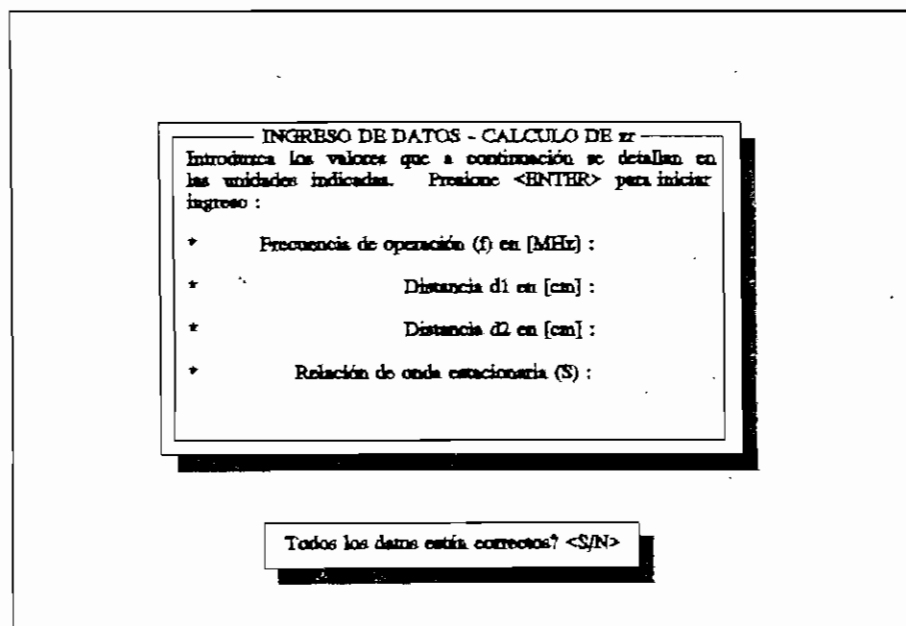 INGRESO DE DATOS - CALCULO DE zr
Introduzca los valores que a continuación se detallan en
las unidades indicadas. Presione <ENTER> para iniciar
ingreso :
* Frecuencia de operación (f) en [MHz] :
* Distancia d1 en [cm] :
* Distancia d2 en [cm] :
* Relación de onda estacionaria (S) :
Todos los datos están correctos? <S/N>